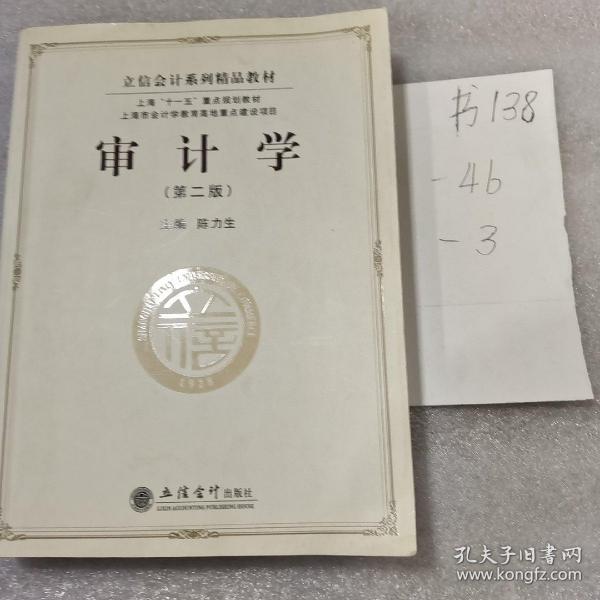 立信会计系列精品教材
上海“十一五”重点规划教材
上海市会计学教育高地重点建设项目
审计学
(第二版)
主编 陈力生
信
1928
立信会计出版社
LIXIN ACCOUNTING PUBLISHING HOUSE
书138
-4b
-3
孔夫子旧书网
www.kongfz.com